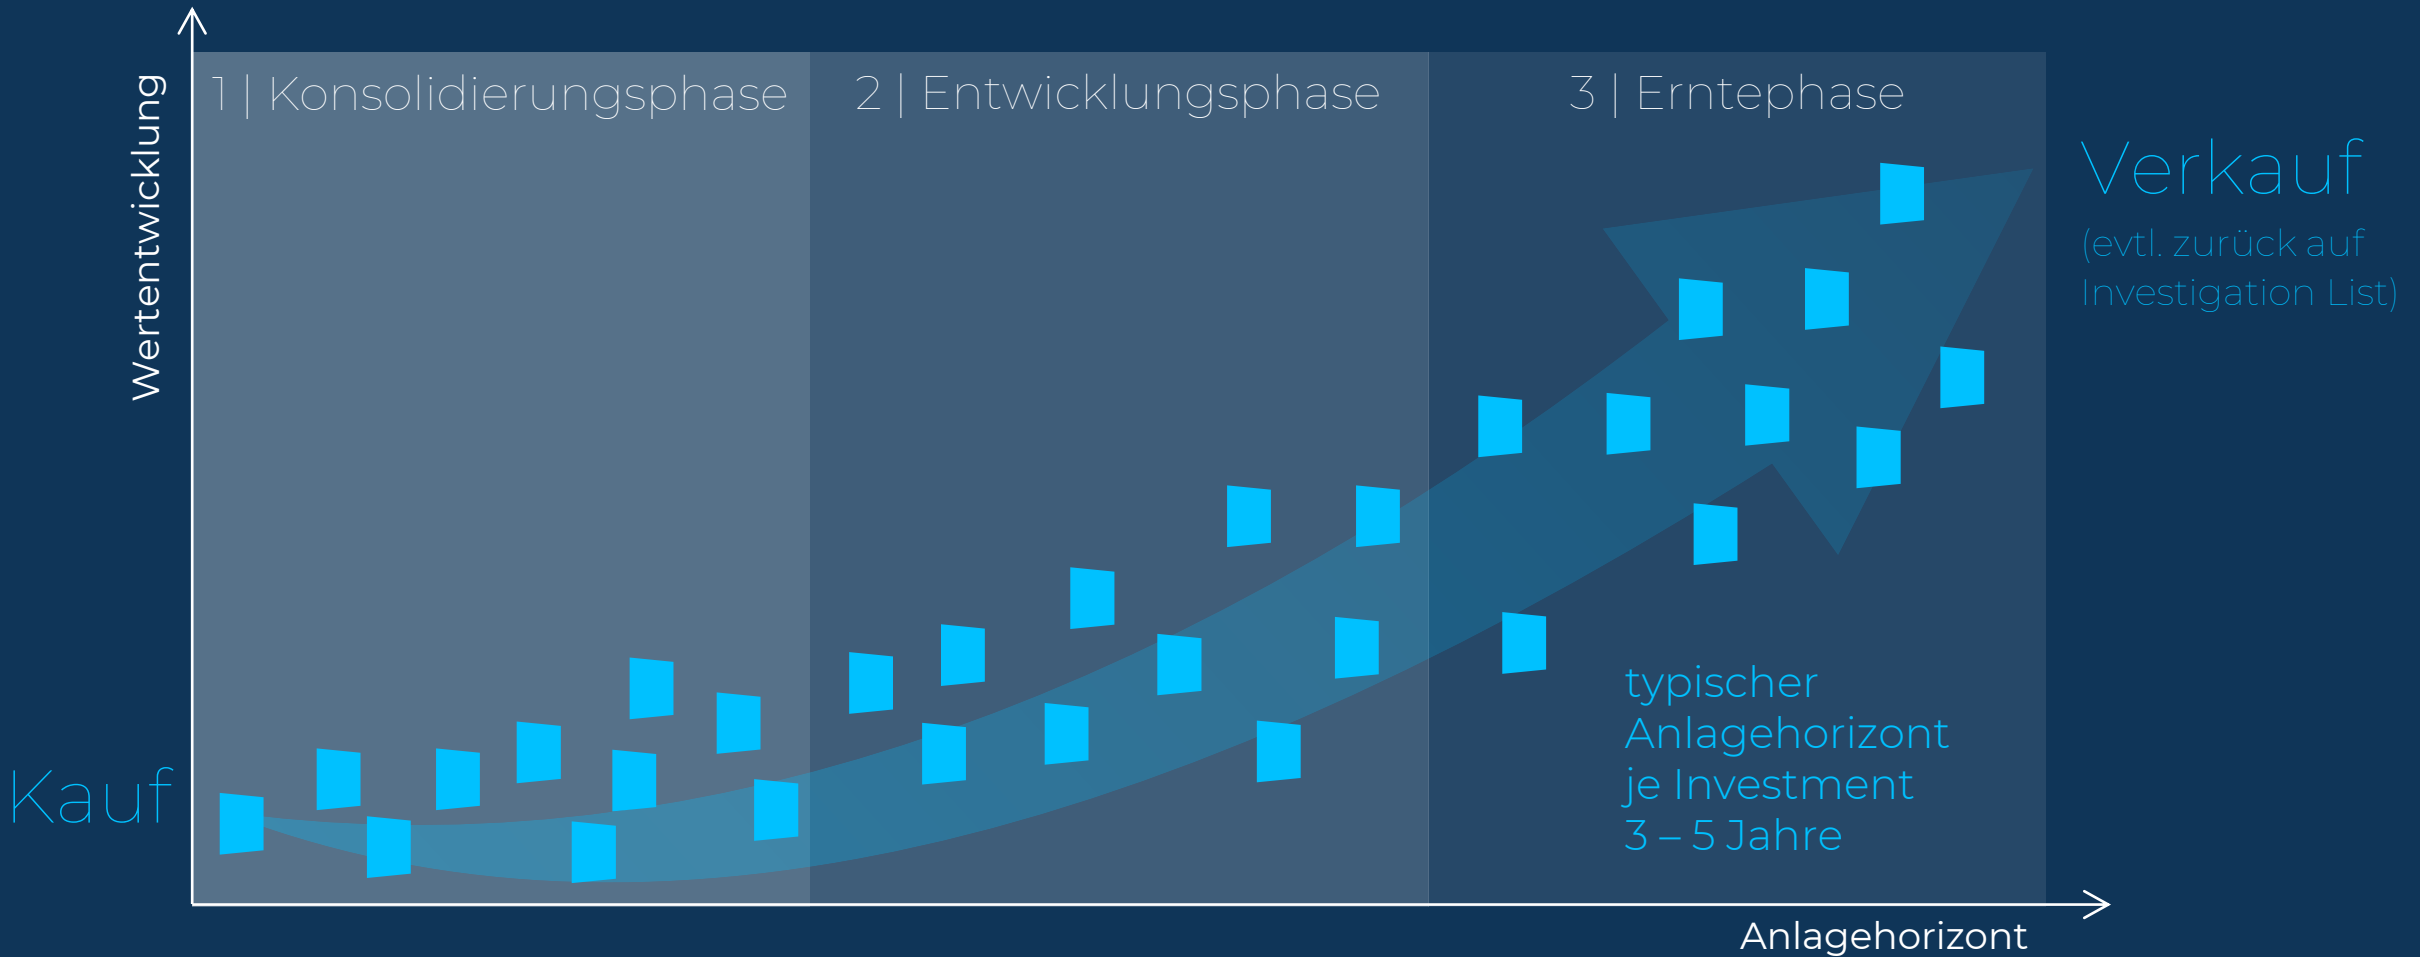 Wertentwicklung
1 | Konsolidierungsphase
2 | Entwicklungsphase
3 | Erntephase
Verkauf
(evtl. zurück auf
Investigation List)
Kauf
typischer
Anlagehorizont
je Investment
3 – 5 Jahre
Anlagehorizont